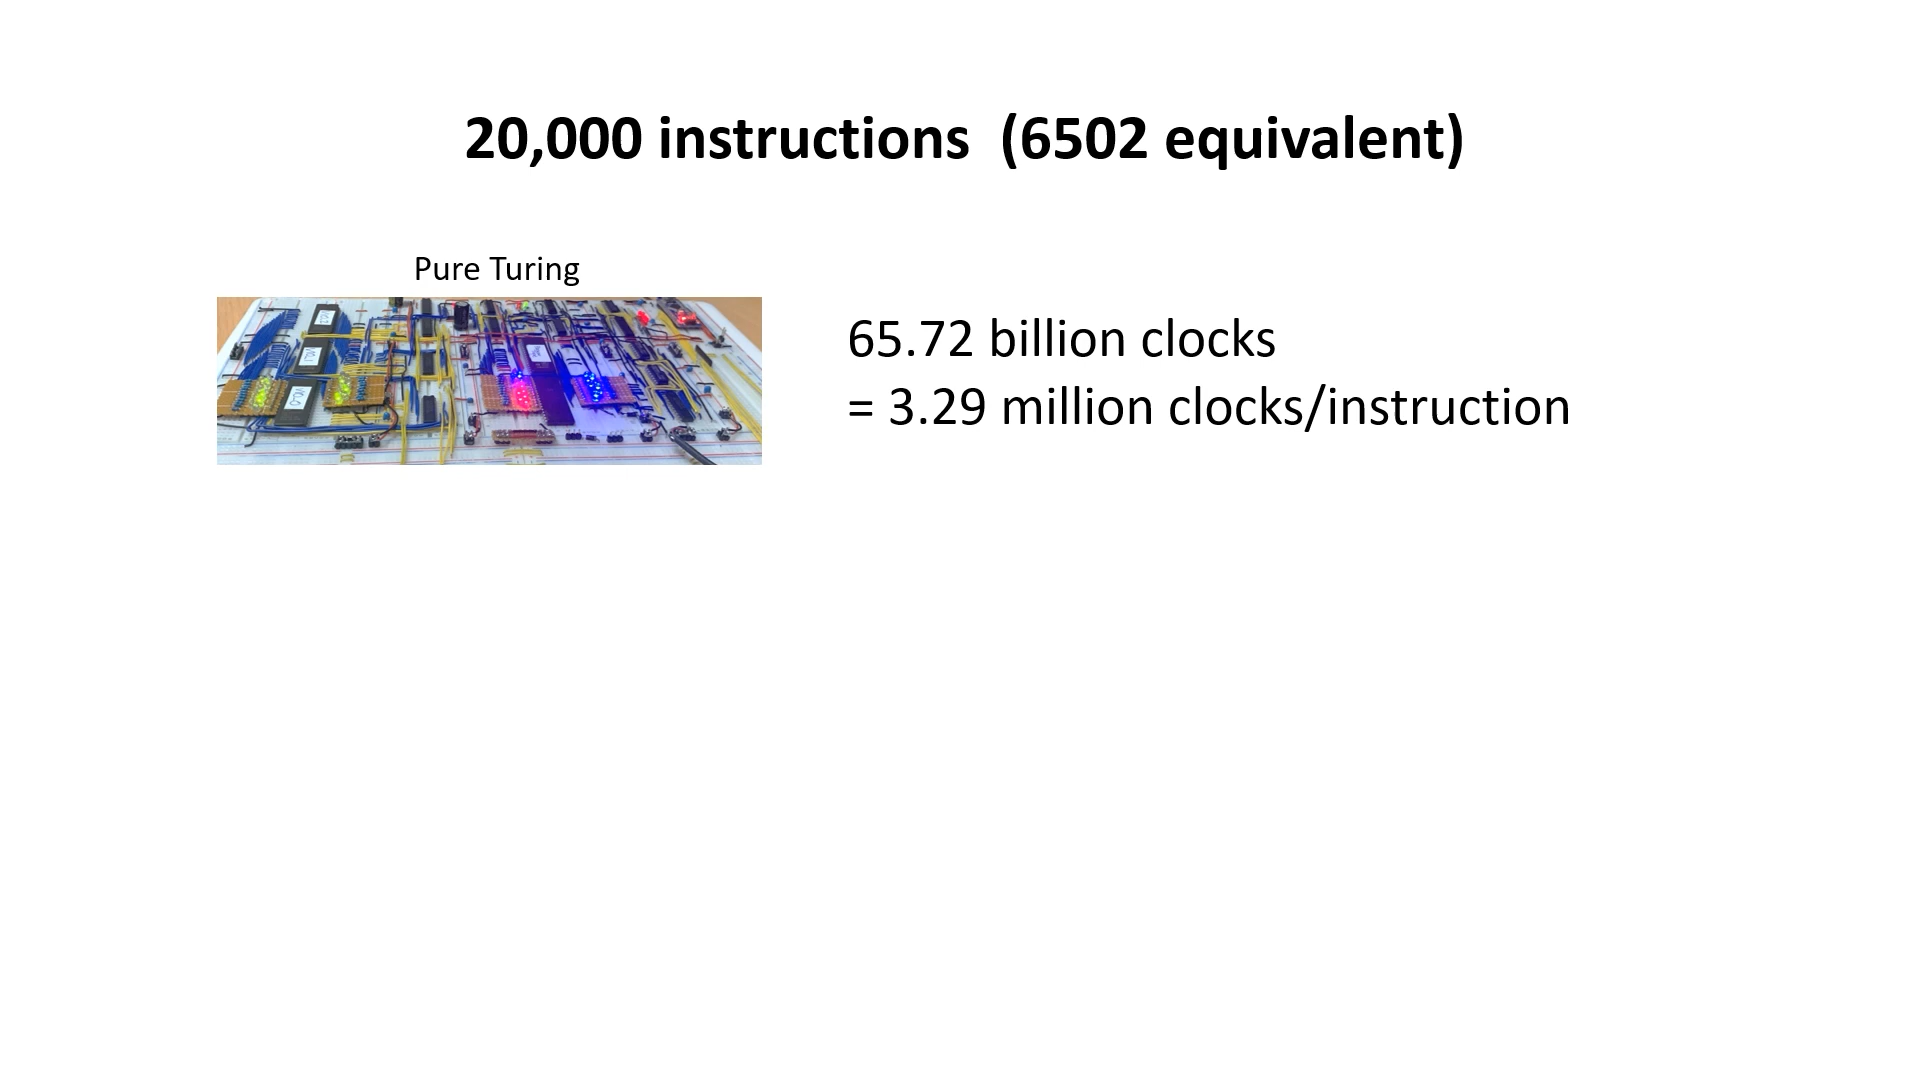 20,000 instructions (6502 equivalent)
Pure Turing
65.72 billion clocks
= 3.29 million clocks/instruction